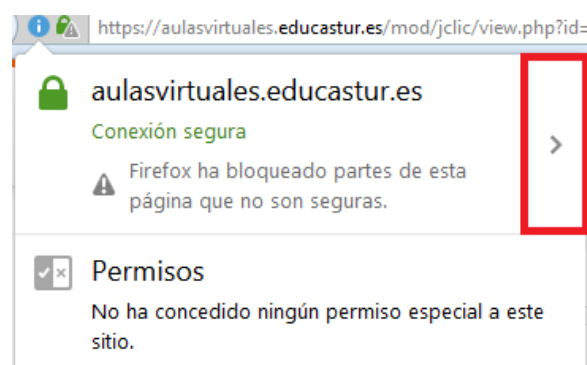 https://aulasvirtuales.educastur.es/mod/jclic/view.php?id=
aulasvirtuales.educastur.es
Conexión segura
Firefox ha bloqueado partes de esta
página que no son seguras.
Permisos
No ha concedido ningún permiso especial a este
sitio.